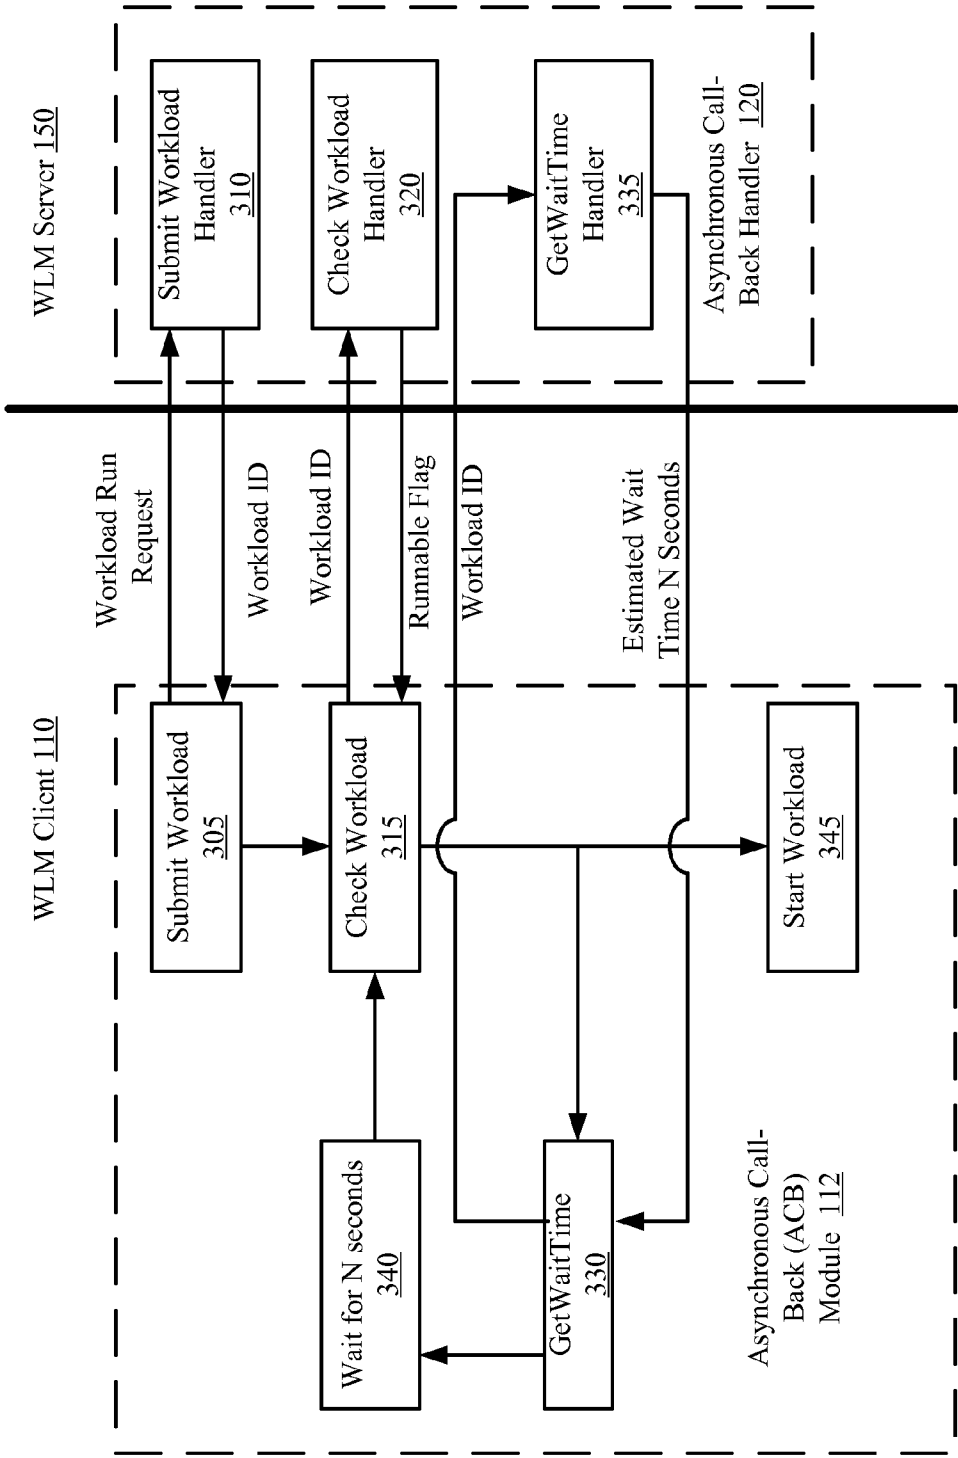 WLM Client 110
WLM Server 150
Submit Workload
305
Workload Run
Request
Workload ID
Submit Workload
Handler
310
Check Workload
315
Workload ID
Runnable Flag
Check Workload
Handler
320
Wait for N seconds
340
Workload ID
GetWaitTime
330
Estimated Wait
Time N Seconds
GetWaitTime
Handler
335
Start Workload
345
Asynchronous Call-
Back (ACB)
Module 112
Asynchronous Call-
Back Handler 120